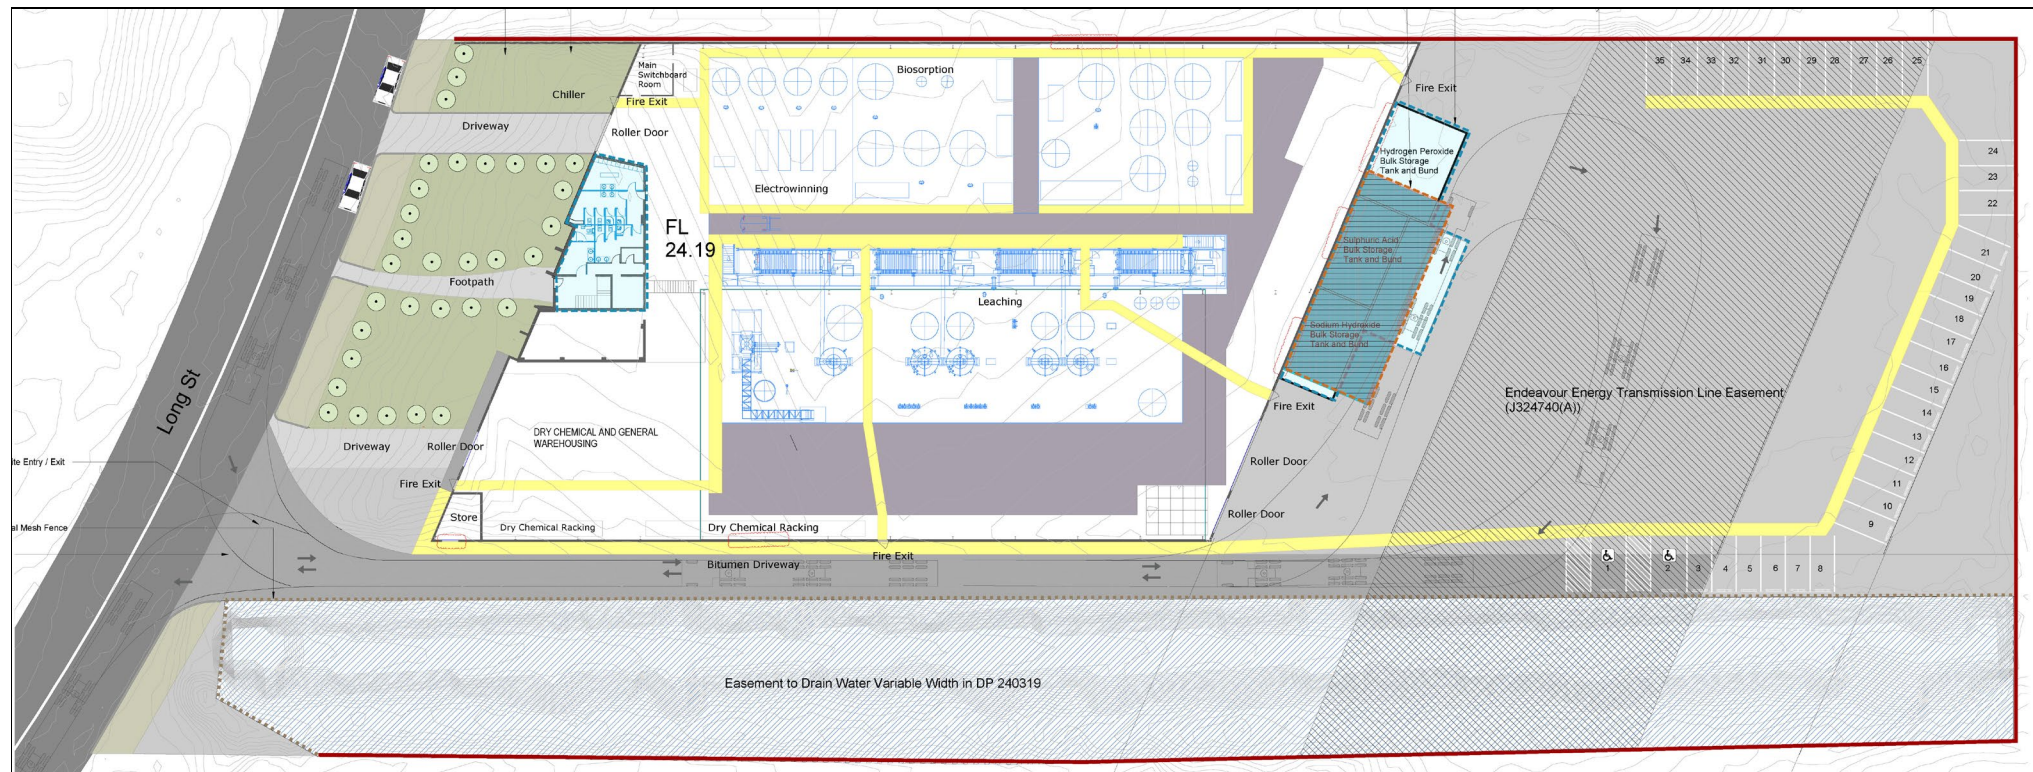 Main
Switchboard
Room
Biosorption
Chiller
Fire Exit
Fire Exit
Driveway
Roller Door
Hydrogen Peroxide
Bulk Storage
Tank and Bund
Electrowinning
FL
24.19
Sulphuric Acid
Bulk Storage
Tank and Bund
Footpath
Leaching
Sodium Hydroxide
Bulk Storage
Tank and Bund
Long St
Endeavour Energy Transmission Line Easement
(J324740(A))
Fire Exit
DRY CHEMICAL AND GENERAL
WAREHOUSING
Driveway
Roller Door
Roller Door
ite Entry / Exit
Fire Exit
Store
Roller Door
al Mesh Fence
Dry Chemical Racking
Dry Chemical Racking
Fire Exit
Bitumen Driveway
35 34 33 32 31 30 29 28 27 26 25
24
23
22
21
20
19
18
17
16
15
14
13
12
11
10
9
1 2 3 4 5 6 7 8
Easement to Drain Water Variable Width in DP 240319